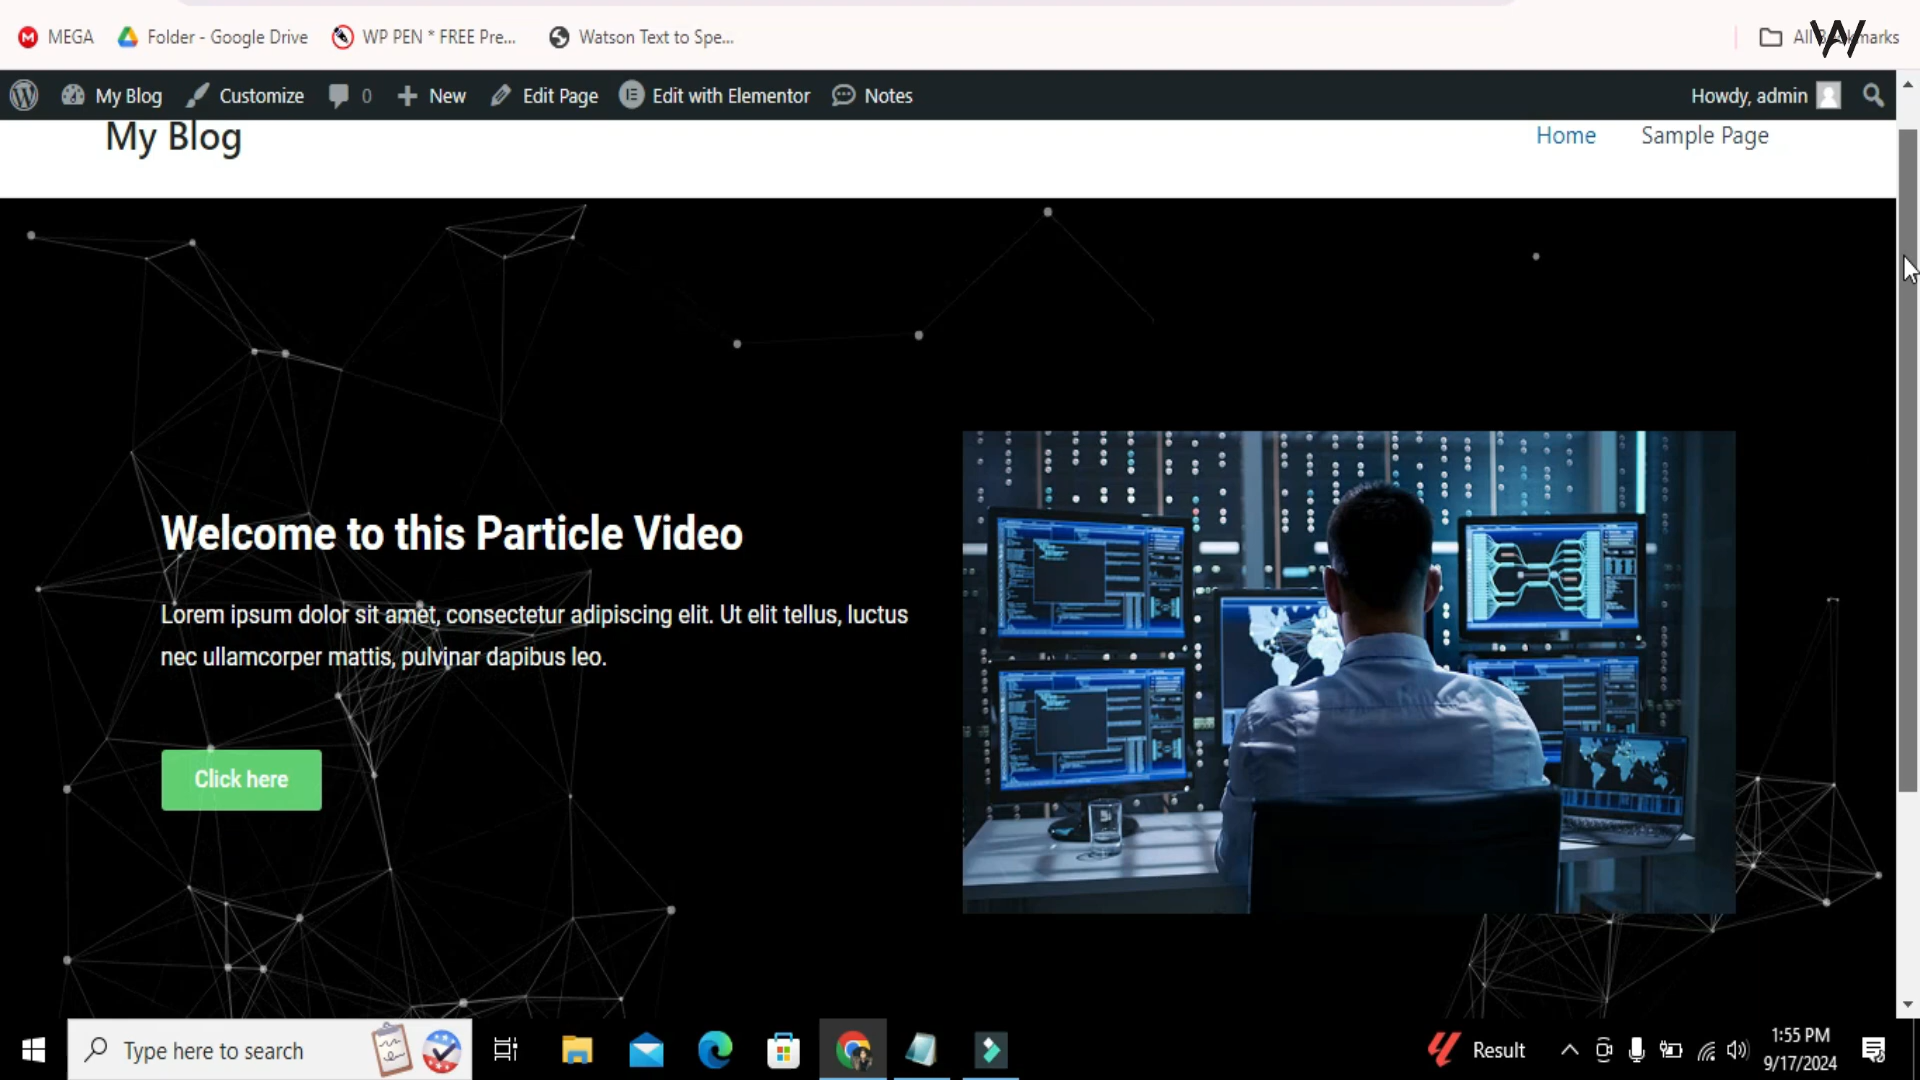 MEGA
Folder - Google Drive
WP PEN * FREE Pre...
Watson Text to Spe...
My Blog
Customize
0
New
Edit Page
Edit with Elementor
Notes
Howdy, admin
My Blog
Home
Sample Page
Welcome to this Particle Video
Lorem ipsum dolor sit amet, consectetur adipiscing elit. Ut elit tellus, luctus
nec ullamcorper mattis, pulvinar dapibus leo.
Click here
Type here to search
Result
1:55 PM
9/17/2024